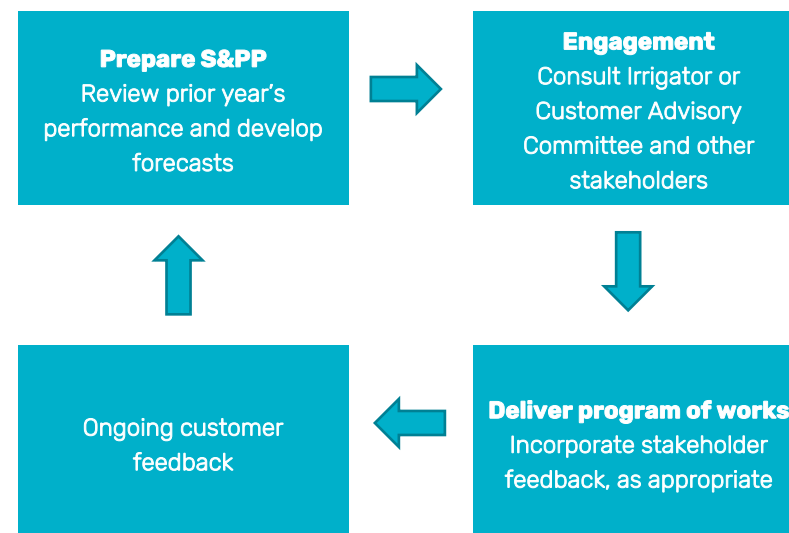 Prepare S&PP
Review prior year’s
performance and develop
forecasts
Engagement
Consult Irrigator or
Customer Advisory
Committee and other
stakeholders
Ongoing customer
feedback
Deliver program of works
Incorporate stakeholder
feedback, as appropriate